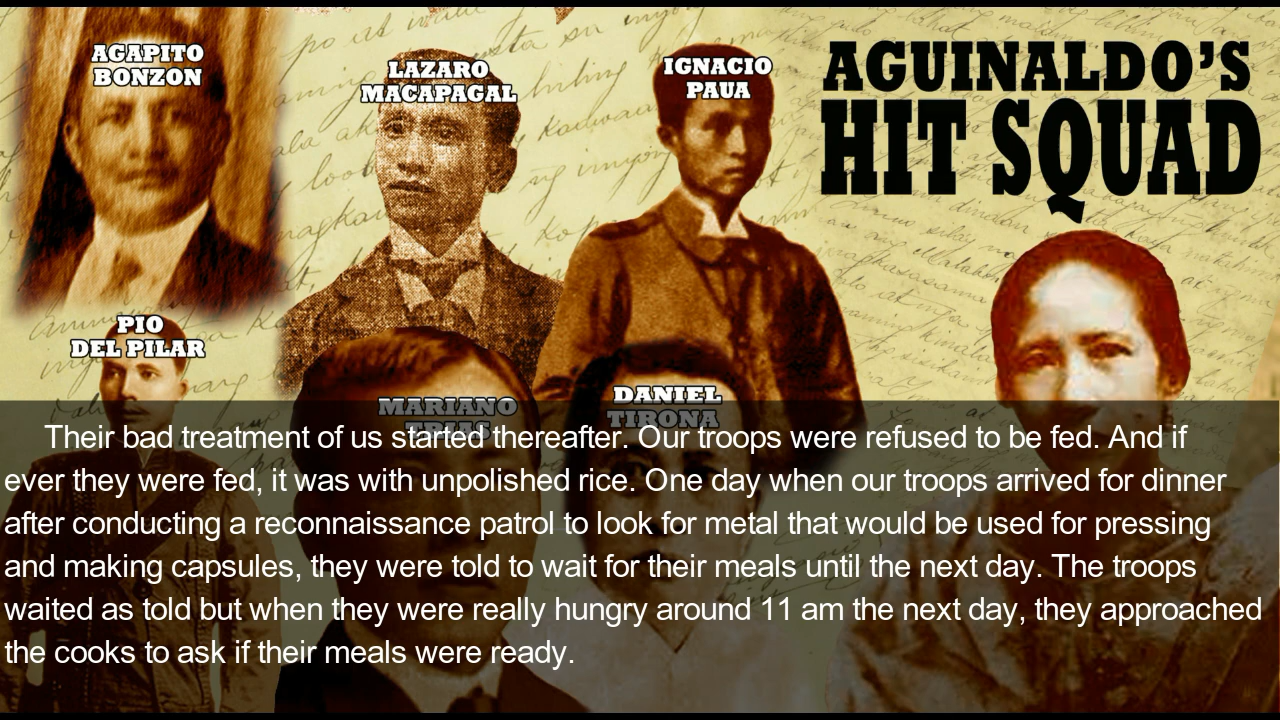 AGAPITO
BONZON
LAZARO
MACAPAGAL
IGNACIO
PAUA
AGUINALDO'S
HIT SQUAD
PIO
DEL PILAR
MARIANO
DANIEL
TIRONA
Their bad treatment of us started thereafter. Our troops were refused to be fed. And if
ever they were fed, it was with unpolished rice. One day when our troops arrived for dinner
after conducting a reconnaissance patrol to look for metal that would be used for pressing
and making capsules, they were told to wait for their meals until the next day. The troops
waited as told but when they were really hungry around 11 am the next day, they approached
the cooks to ask if their meals were ready.